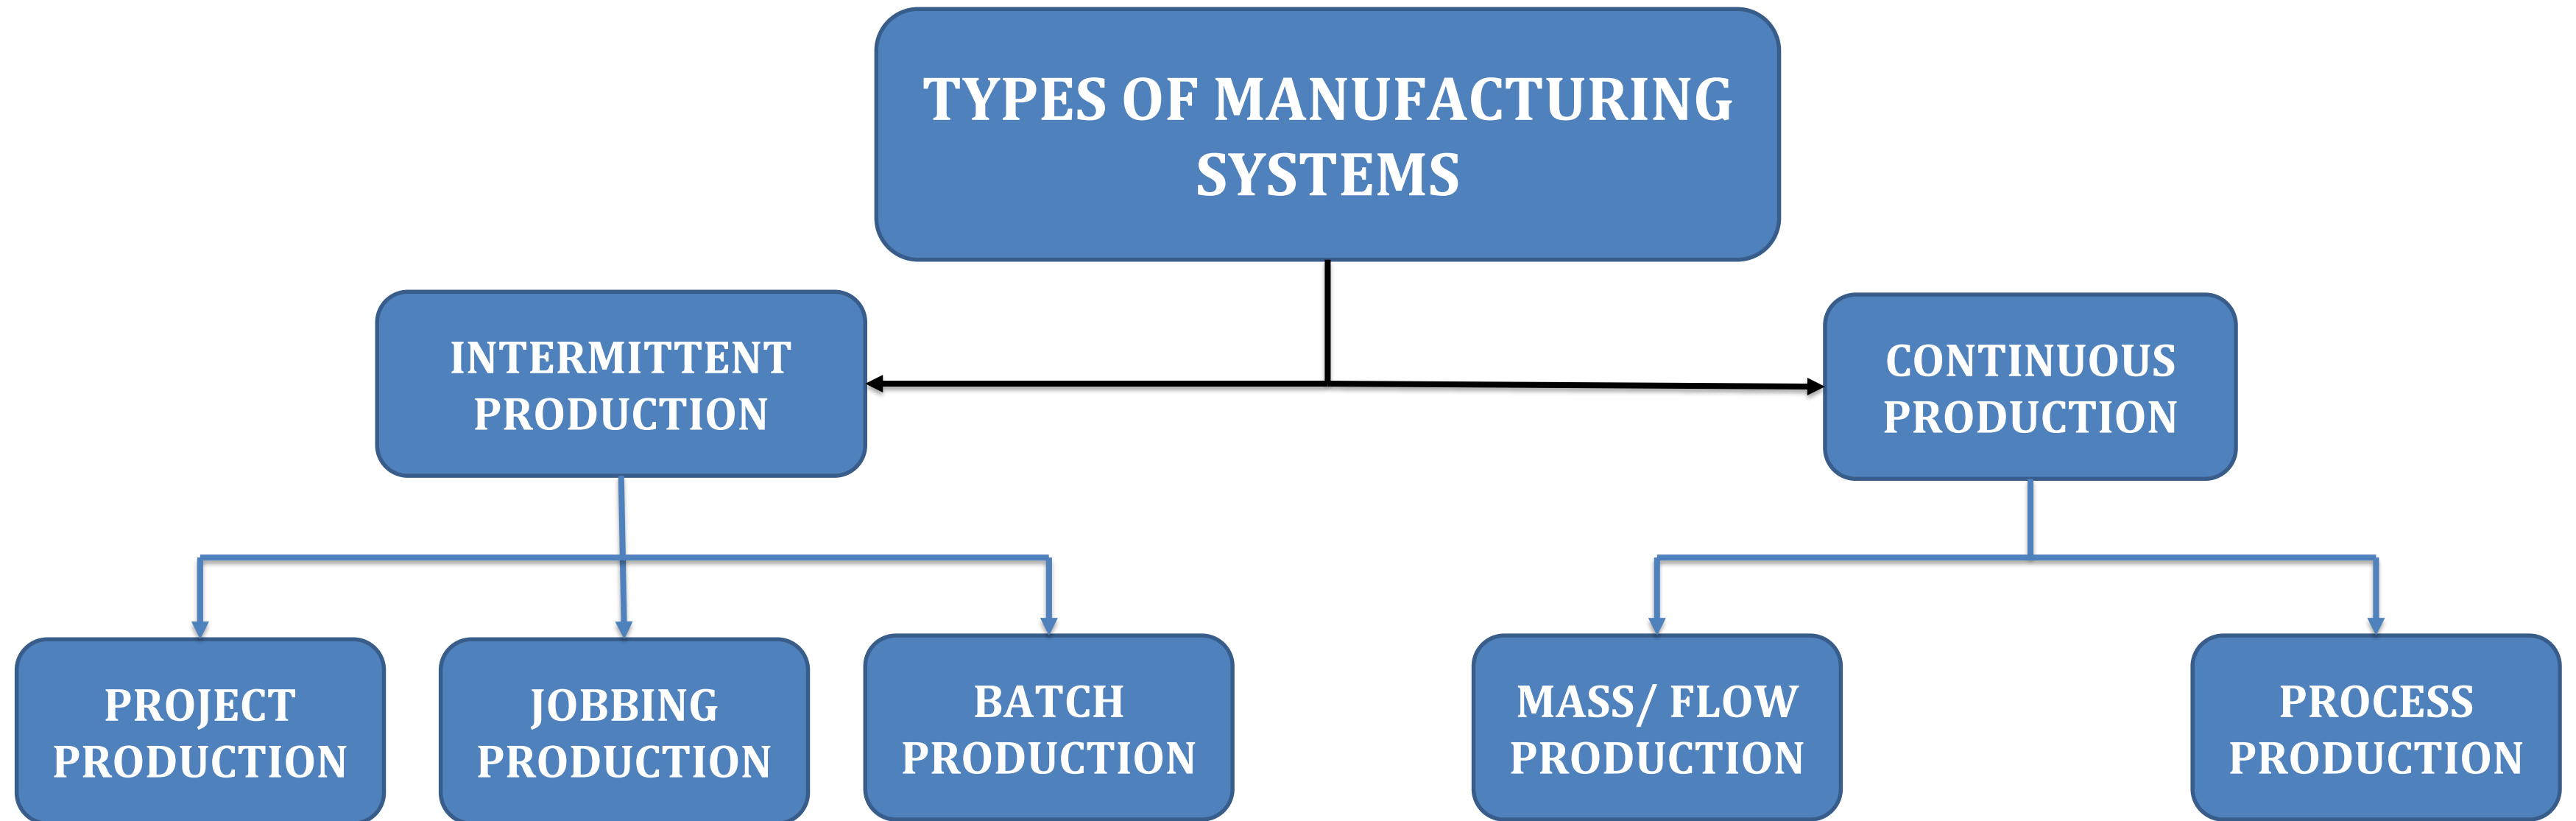 TYPES OF MANUFACTURING
SYSTEMS
INTERMITTENT
PRODUCTION
CONTINUOUS
PRODUCTION
PROJECT
PRODUCTION
JOBBING
PRODUCTION
BATCH
PRODUCTION
MASS/ FLOW
PRODUCTION
PROCESS
PRODUCTION